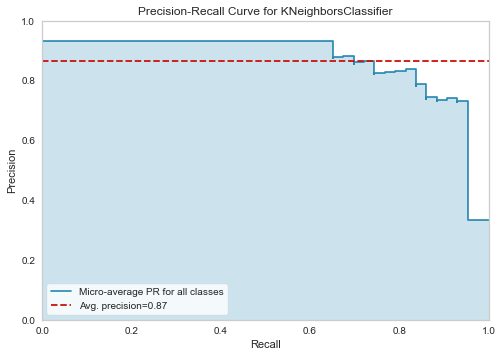 Precision-Recall Curve for KNeighborsClassifier
1.0
0.8
0.6
0.4
0.2
0.0
Precision
Micro-average PR for all classes
Avg. precision=0.87
0.0 0.2 0.4 0.6 0.8 1.0
Recall